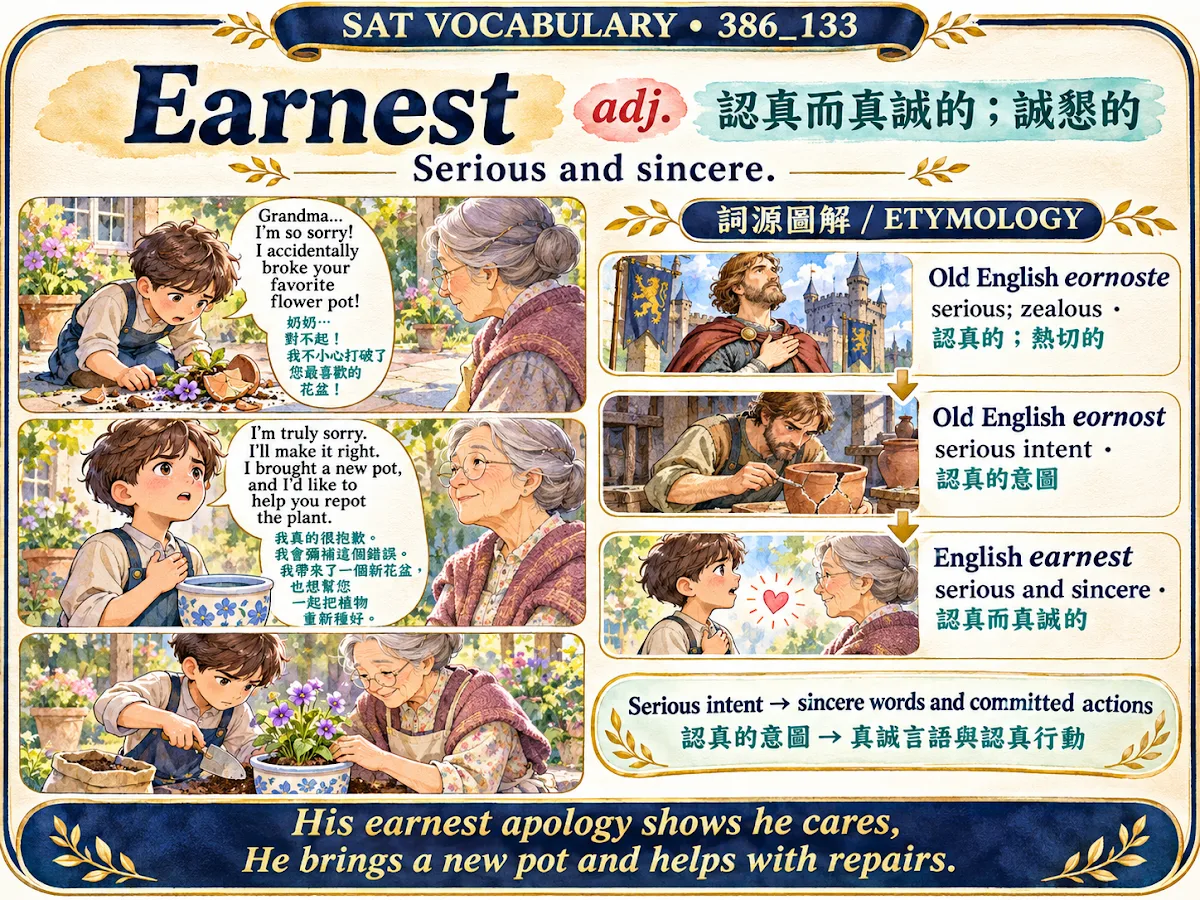 SAT VOCABULARY • 386_133
Earnest
adj.
認真而真誠的；誠懇的
Serious and sincere.
Grandma...
I'm so sorry!
I accidentally
broke your
favorite
flower pot!
奶奶…
對不起！
我不小心打破了
您最喜歡的
花盆！
I'm truly sorry.
I'll make it right.
I brought a new pot,
and I'd like to
help you repot
the plant.
我真的很抱歉。
我會彌補這個錯誤。
我帶來了一個新花盆，
也想幫您
一起把植物
重新種好。
詞源圖解 / ETYMOLOGY
Old English eornoste
serious; zealous •
認真的；熱切的
Old English eornost
serious intent •
認真的意圖
English earnest
serious and sincere •
認真而真誠的
Serious intent → sincere words and committed actions
認真的意圖 → 真誠言語與認真行動
His earnest apology shows he cares,
He brings a new pot and helps with repairs.